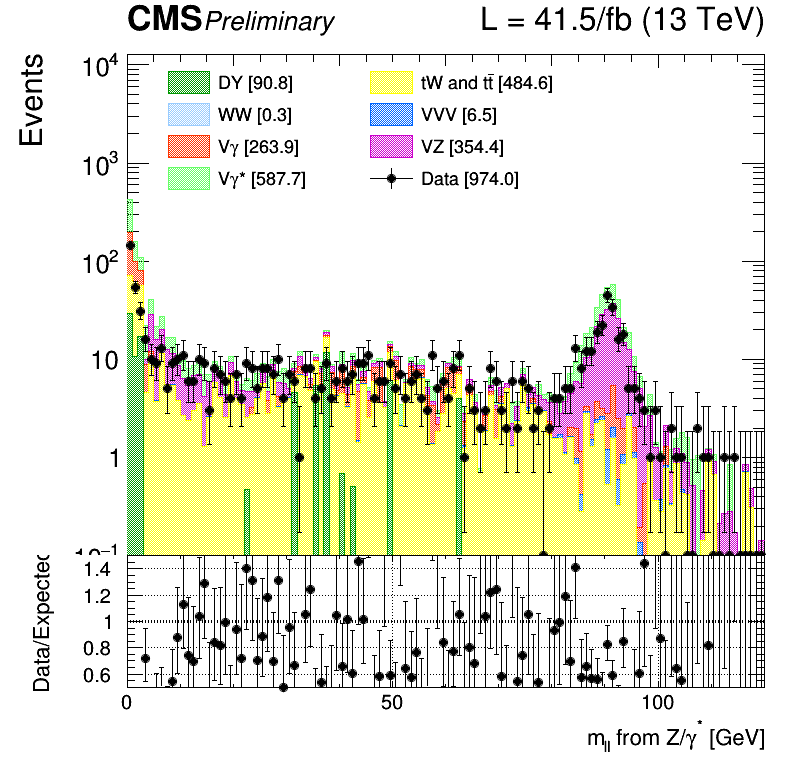 CMS Preliminary L = 41.5/fb (13 TeV)
Events
10⁴
10³
10²
10
1
10⁻¹
DY [90.8]
WW [0.3]
Vγ [263.9]
Vγ* [587.7]
tW and tt̄ [484.6]
VVV [6.5]
VZ [354.4]
Data [974.0]
Data/Expected
1.4
1.2
1
0.8
0.6
0 50 100
m_ll from Z/γ* [GeV]